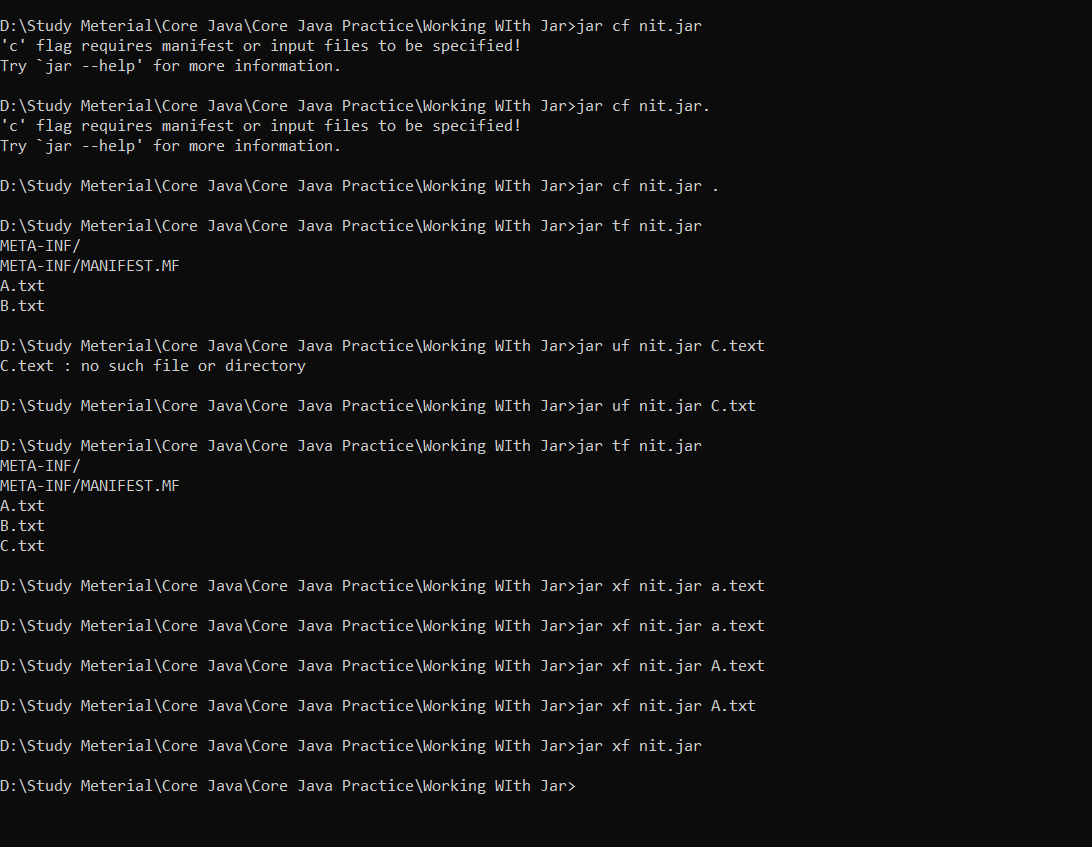 D:\Study Meterial\Core Java\Core Java Practice\Working WIth Jar>jar cf nit.jar
'c' flag requires manifest or input files to be specified!
Try `jar --help' for more information.
D:\Study Meterial\Core Java\Core Java Practice\Working WIth Jar>jar cf nit.jar.
'c' flag requires manifest or input files to be specified!
Try `jar --help' for more information.
D:\Study Meterial\Core Java\Core Java Practice\Working WIth Jar>jar cf nit.jar .
D:\Study Meterial\Core Java\Core Java Practice\Working WIth Jar>jar tf nit.jar
META-INF/
META-INF/MANIFEST.MF
A.txt
B.txt
D:\Study Meterial\Core Java\Core Java Practice\Working WIth Jar>jar uf nit.jar C.text
C.text : no such file or directory
D:\Study Meterial\Core Java\Core Java Practice\Working WIth Jar>jar uf nit.jar C.txt
D:\Study Meterial\Core Java\Core Java Practice\Working WIth Jar>jar tf nit.jar
META-INF/
META-INF/MANIFEST.MF
A.txt
B.txt
C.txt
D:\Study Meterial\Core Java\Core Java Practice\Working WIth Jar>jar xf nit.jar a.text
D:\Study Meterial\Core Java\Core Java Practice\Working WIth Jar>jar xf nit.jar a.text
D:\Study Meterial\Core Java\Core Java Practice\Working WIth Jar>jar xf nit.jar A.text
D:\Study Meterial\Core Java\Core Java Practice\Working WIth Jar>jar xf nit.jar A.txt
D:\Study Meterial\Core Java\Core Java Practice\Working WIth Jar>jar xf nit.jar
D:\Study Meterial\Core Java\Core Java Practice\Working WIth Jar>